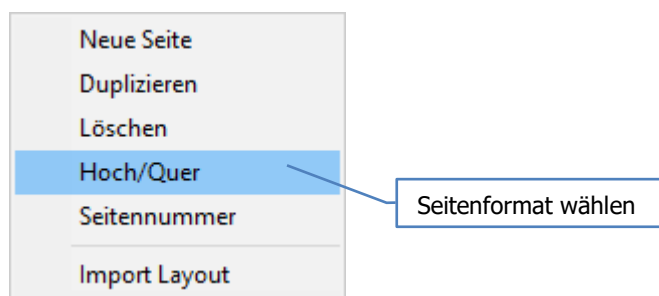 Neue Seite
Duplizieren
Löschen
Hoch/Quer
Seitenformat wählen
Seitennummer
Import Layout